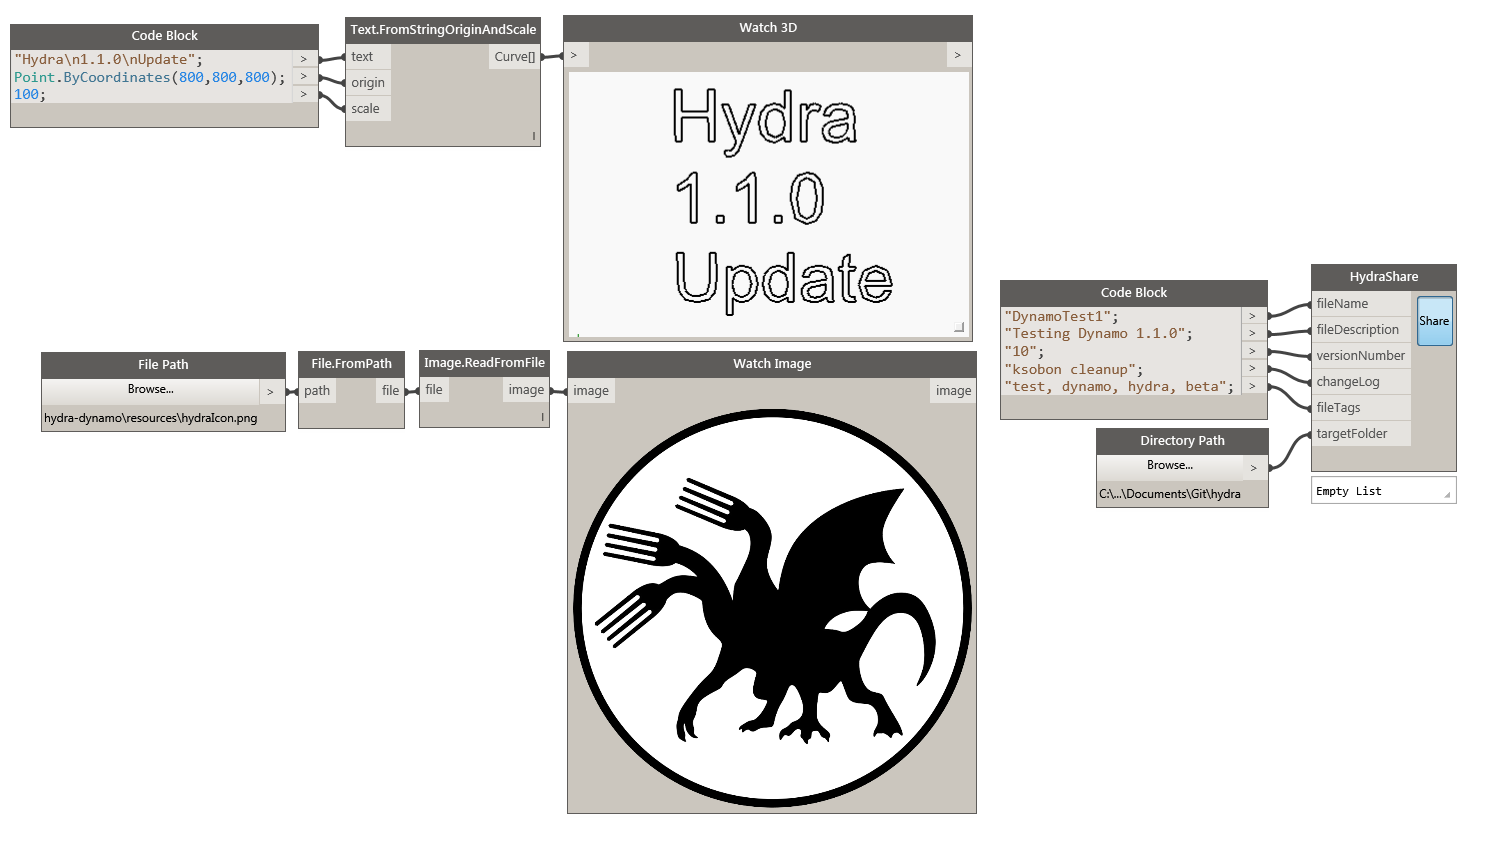 Code Block
"Hydra\n1.1.0\nUpdate"; >
Point.ByCoordinates(800,800,800); >
100; >
Text.FromStringOriginAndScale
text Curve[]
origin
scale
l
Watch 3D
> >
Hydra
1.1.0
Update
File Path
Browse... >
hydra-dynamo\resources\hydraIcon.png
File.FromPath
path file
Image.ReadFromFile
file image
l
Watch Image
image image
Code Block
"DynamoTest1"; >
"Testing Dynamo 1.1.0"; >
"10"; >
"ksobon cleanup"; >
"test, dynamo, hydra, beta"; >
Directory Path
Browse... >
C:\...\Documents\Git\hydra
HydraShare
fileName
Share
fileDescription
versionNumber
changeLog
fileTags
targetFolder
Empty List